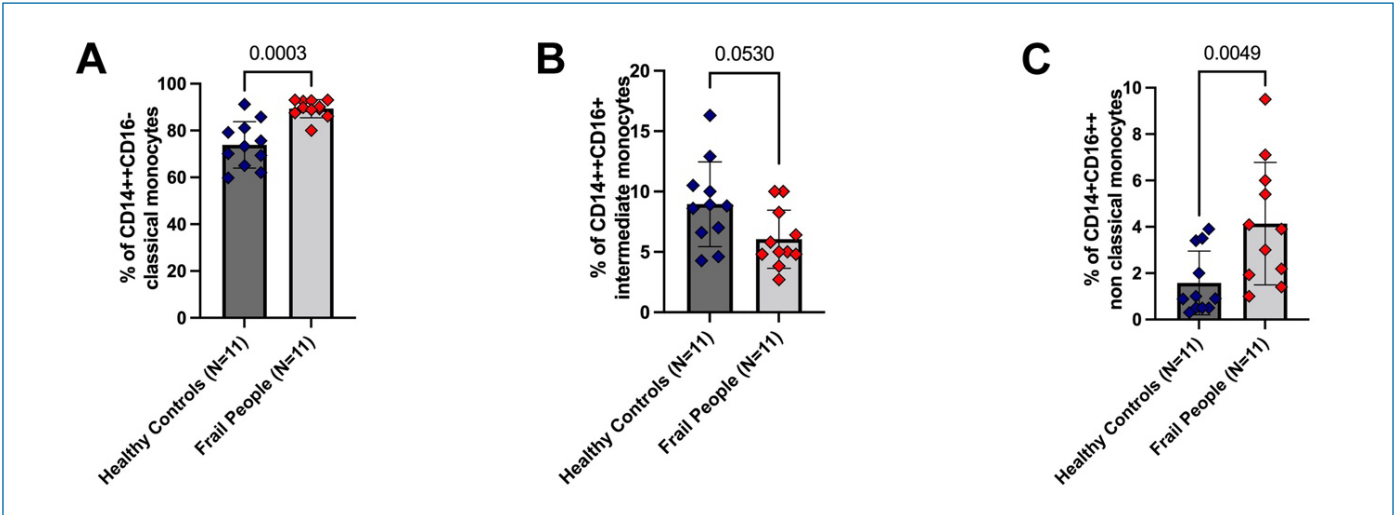 A
0.0003
% of CD14++CD16-
classical monocytes
100
80
60
40
20
0
Healthy Controls (N=11)
Frail People (N=11)
B
0.0530
% of CD14++CD16+
intermediate monocytes
20
15
10
5
0
Healthy Controls (N=11)
Frail People (N=11)
C
0.0049
% of CD14+CD16++
non classical monocytes
10
8
6
4
2
0
Healthy Controls (N=11)
Frail People (N=11)